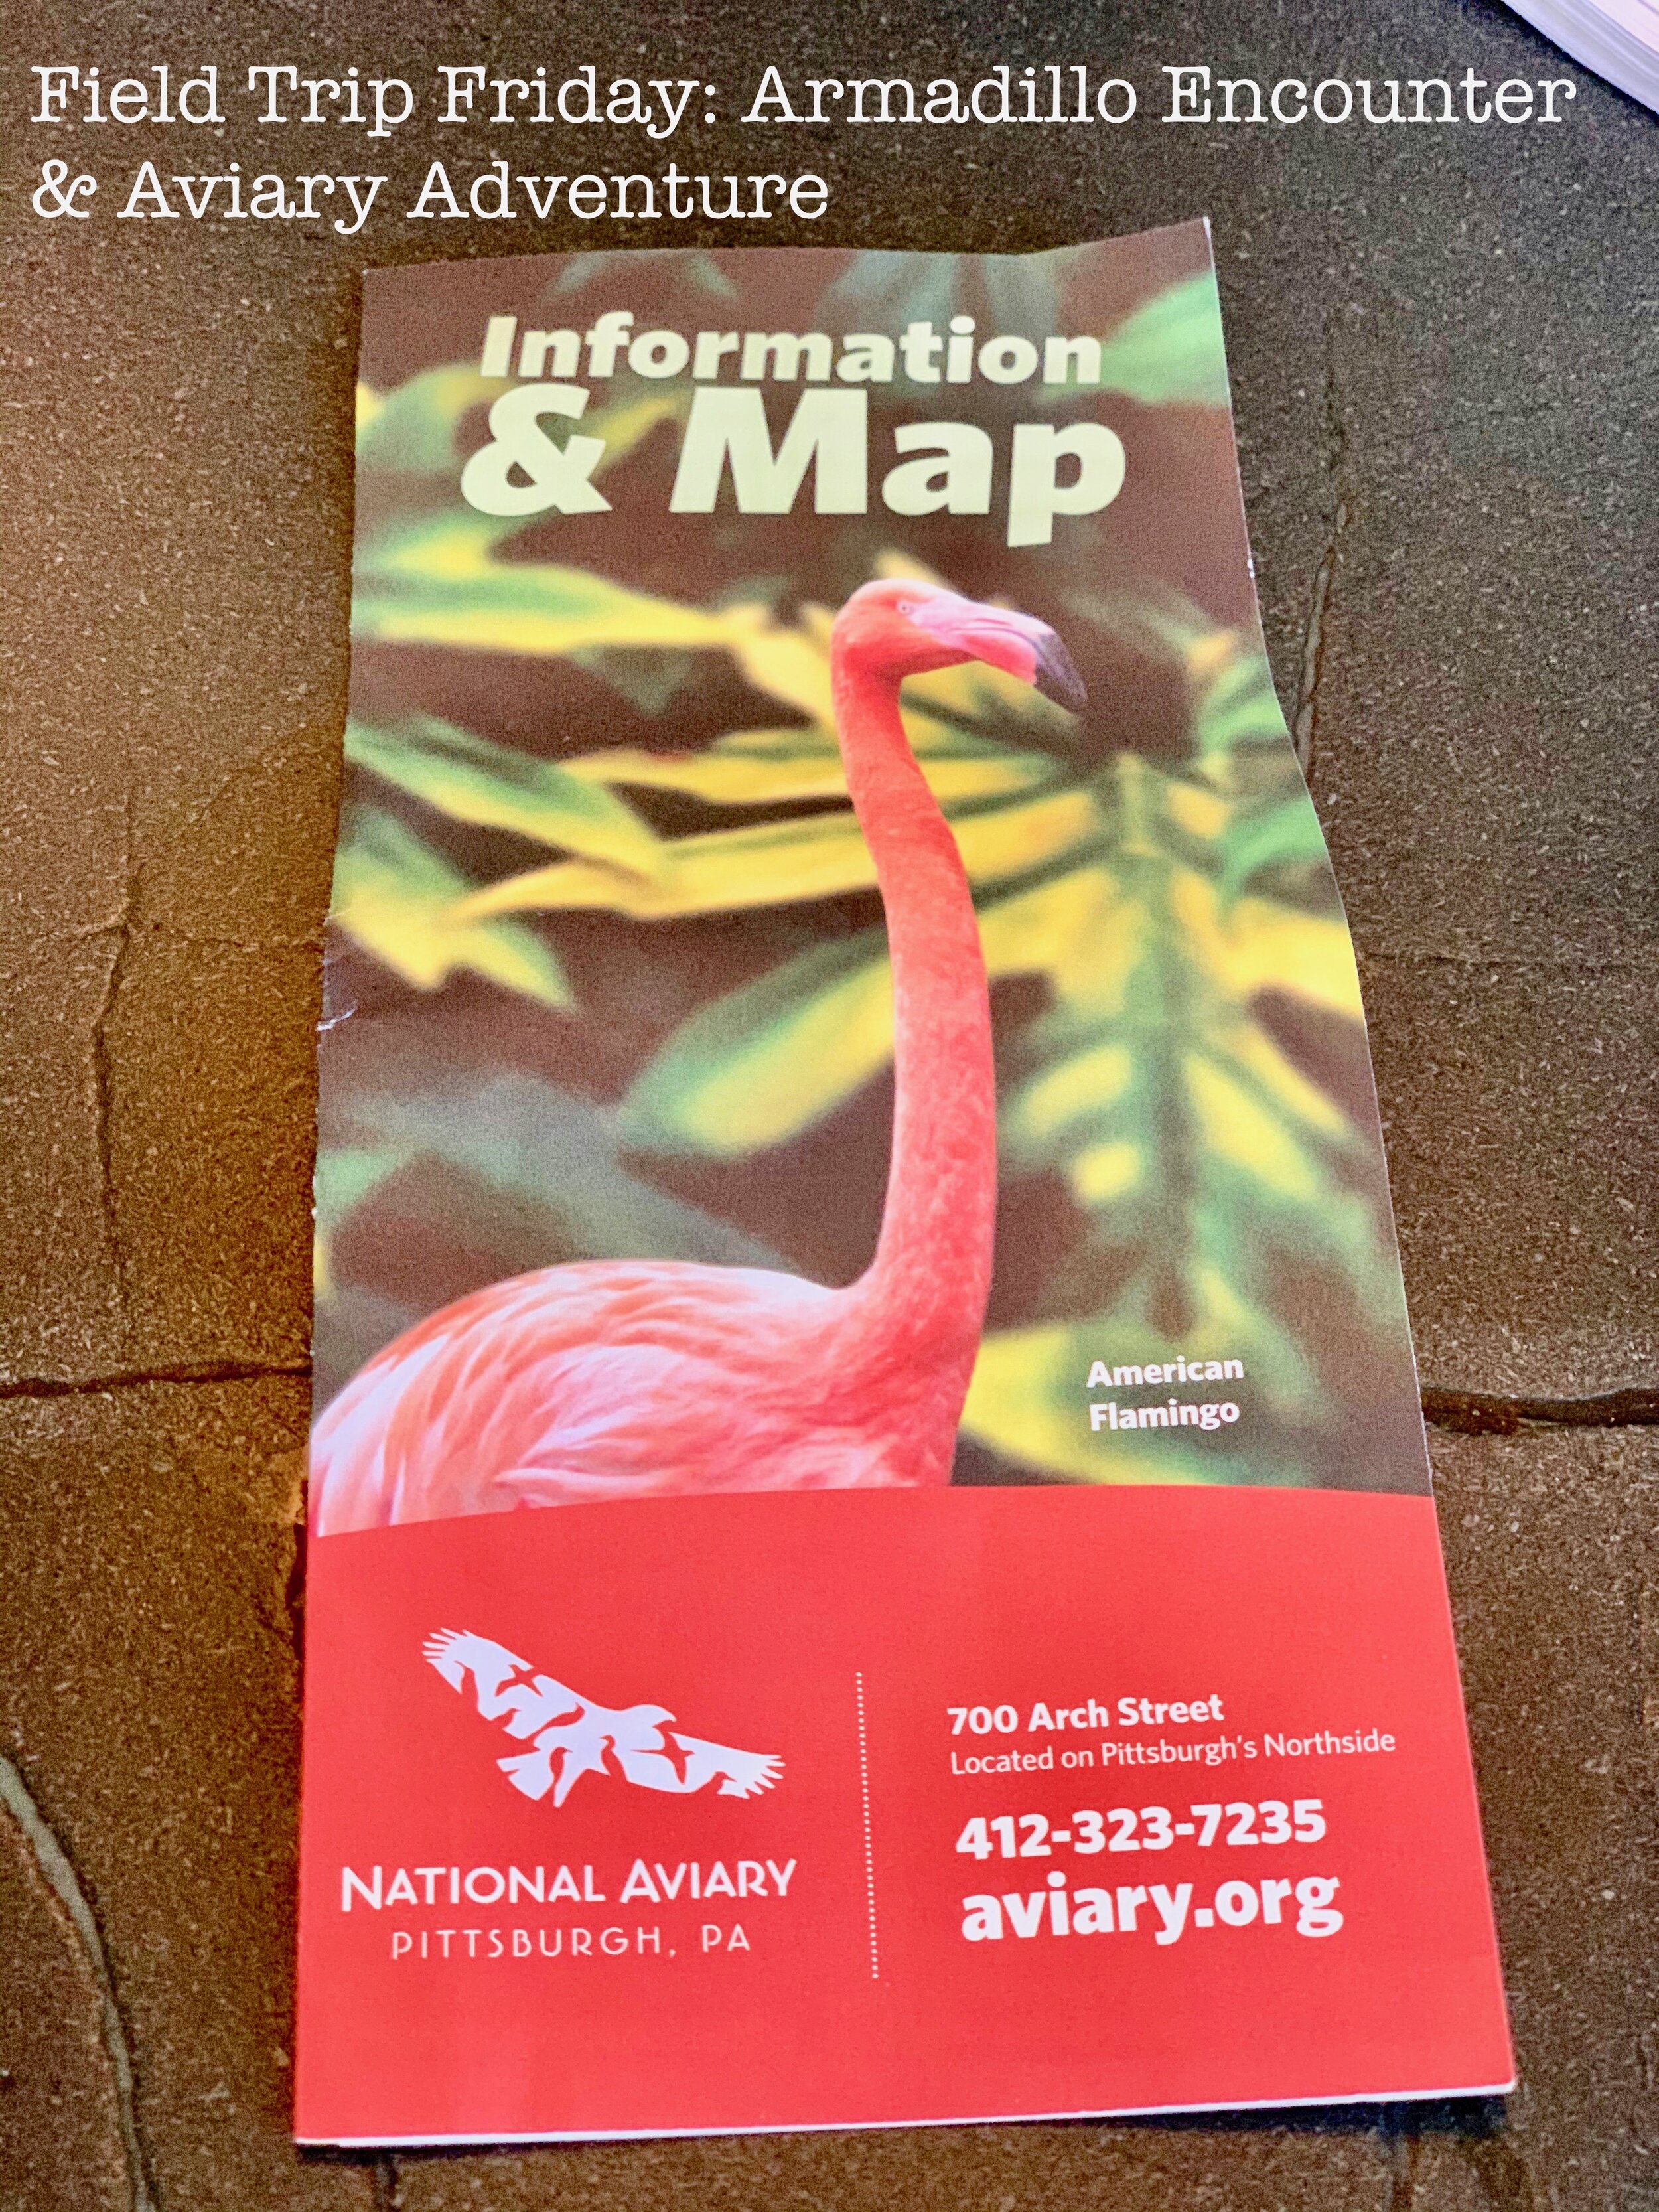 Field Trip Friday: Armadillo Encounter
& Aviary Adventure
Information
& Map
American
Flamingo
NATIONAL AVIARY
PITTSBURGH, PA
700 Arch Street
Located on Pittsburgh's Northside
412-323-7235
aviary.org